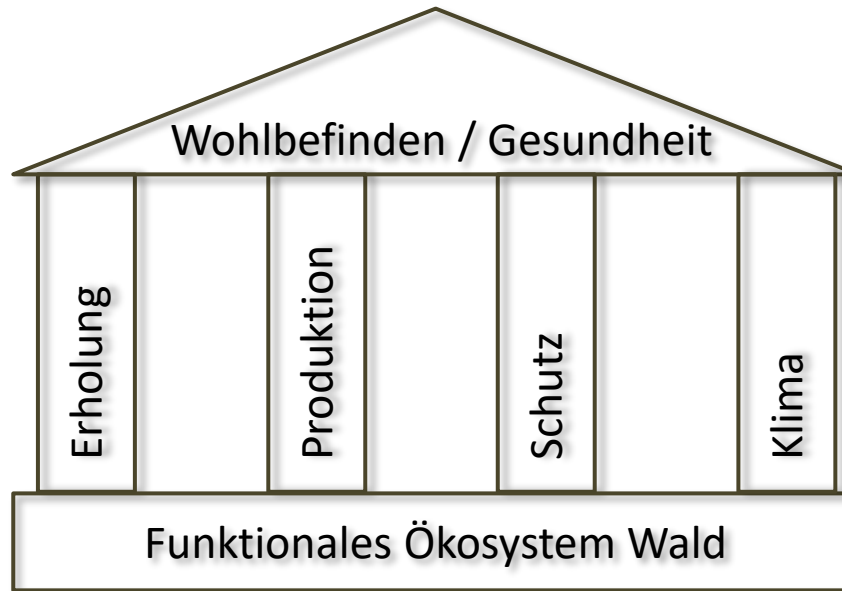 Wohlbefinden / Gesundheit
Erholung
Produktion
Schutz
Klima
Funktionales Ökosystem Wald